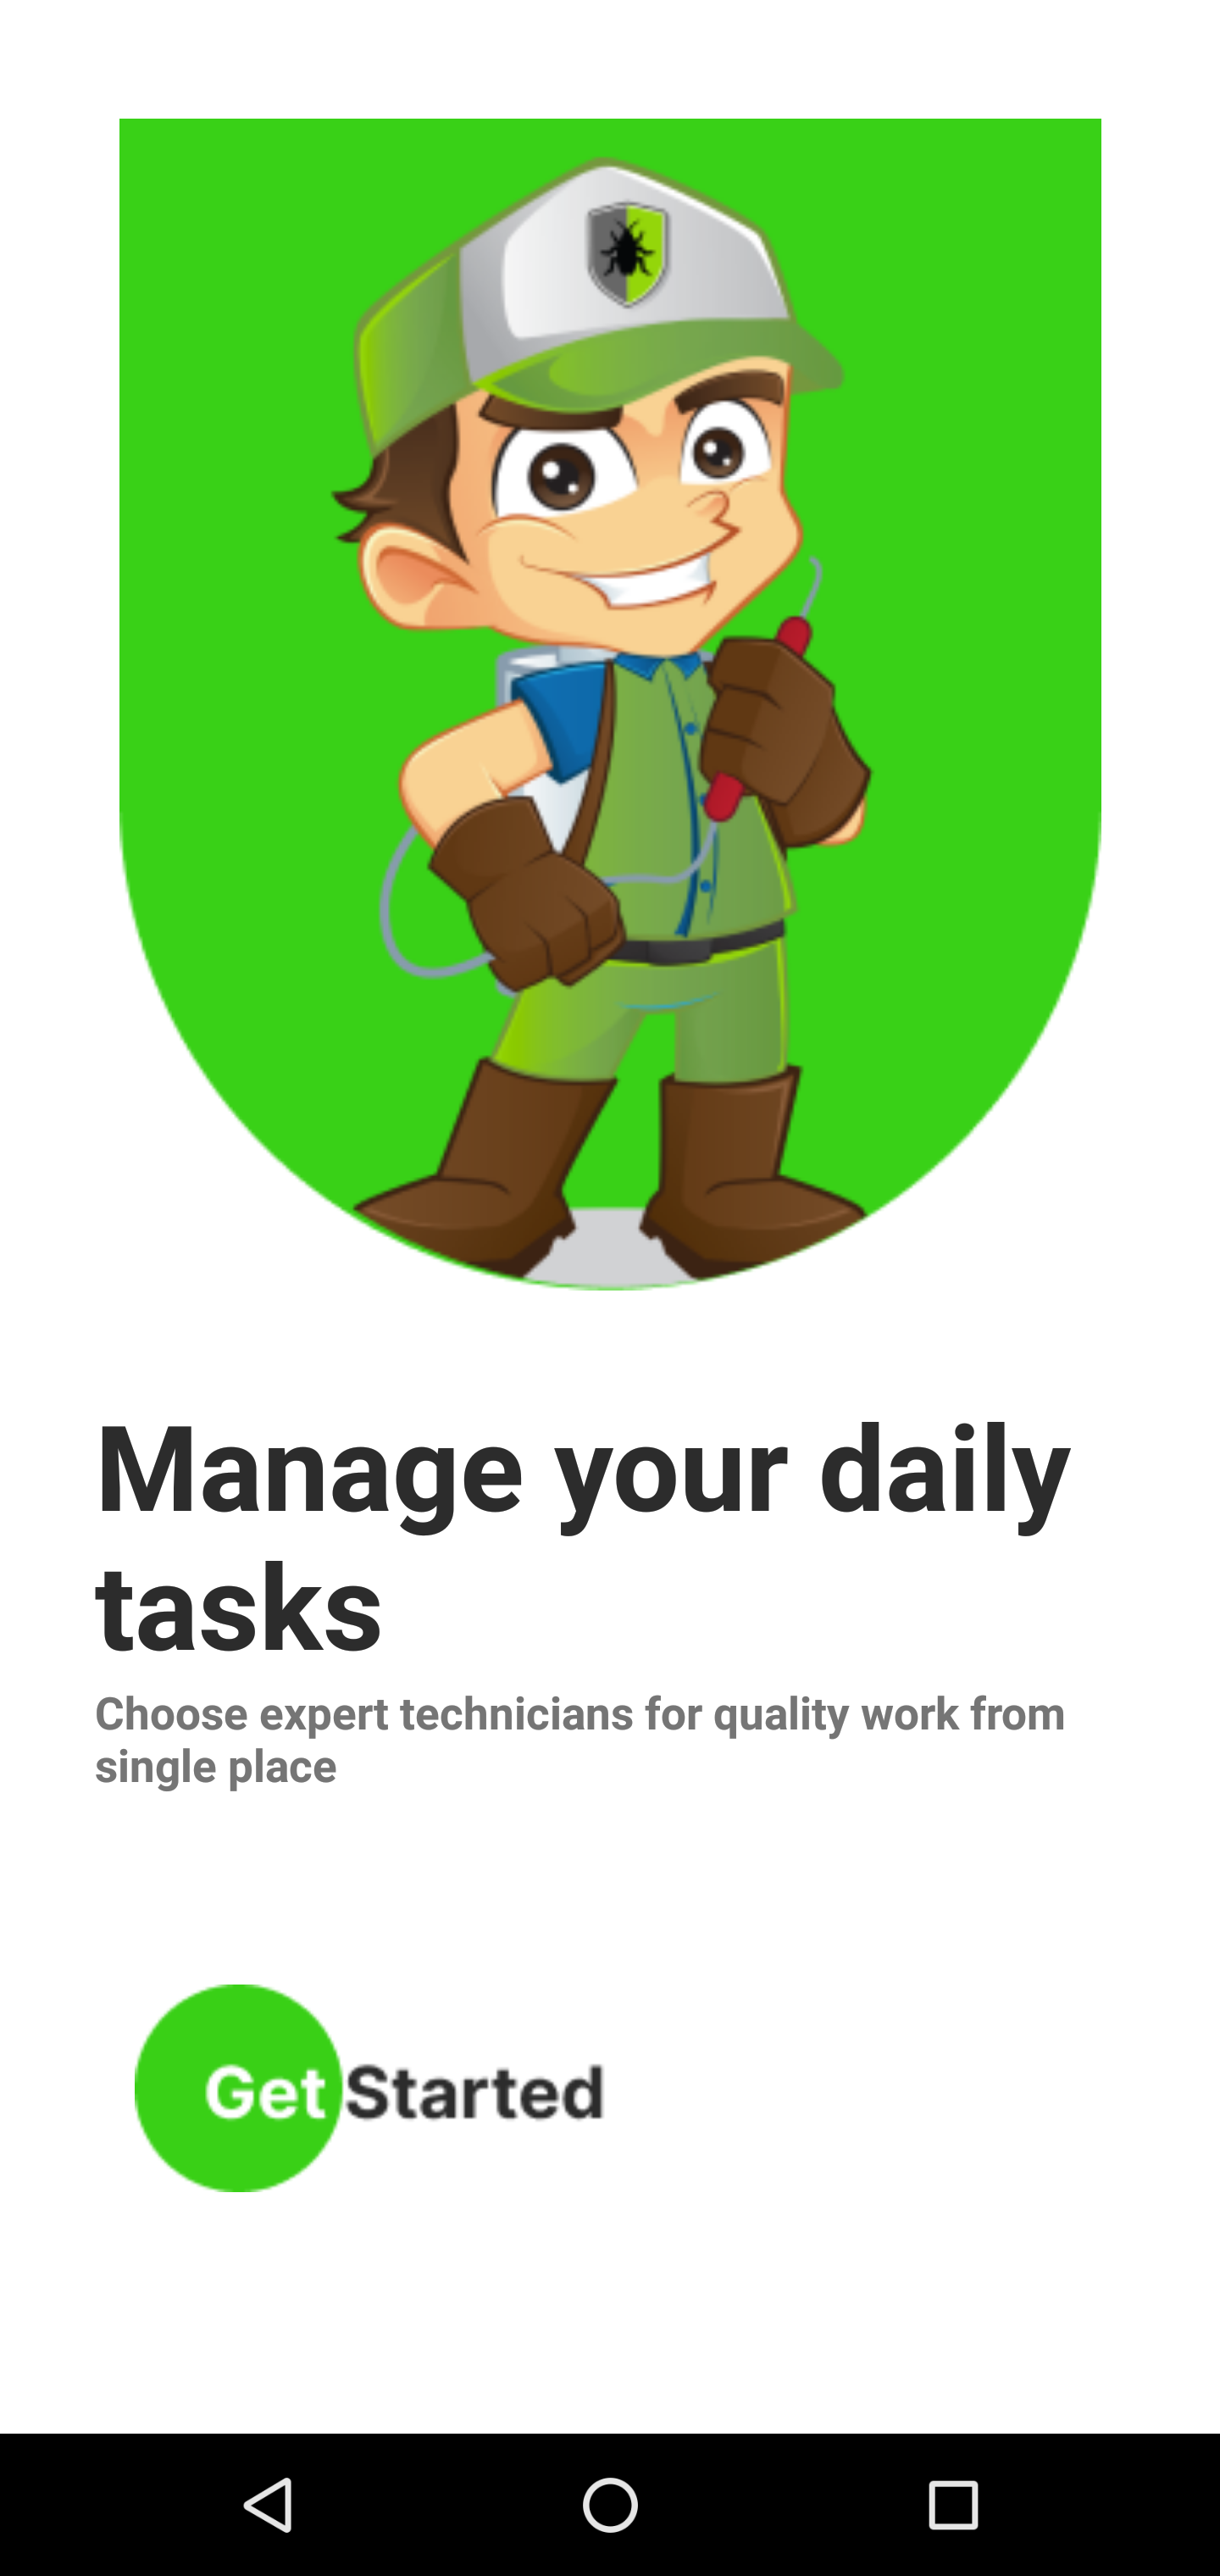 Manage your daily
tasks
Choose expert technicians for quality work from
single place
Get Started